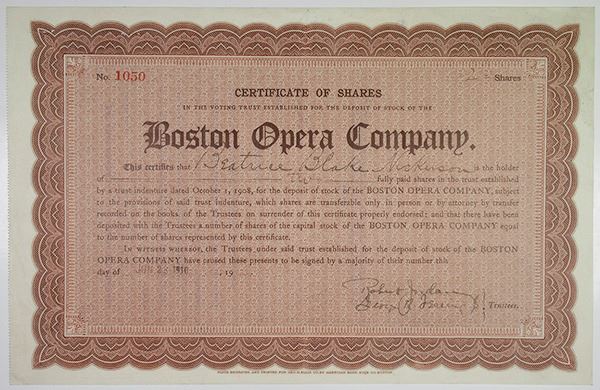 No. 1050
Shares
CERTIFICATE OF SHARES
IN THE VOTING TRUST ESTABLISHED FOR THE DEPOSIT OF STOCK OF THE
Boston Opera Company.
This certifies that Beatrice Blake is the holder
of fully paid shares in the trust established
by a trust indenture dated October 1, 1908, for the deposit of stock of the BOSTON OPERA COMPANY, subject
to the provisions of said trust indenture, which shares are transferable only in person or by attorney by transfer
recorded on the books of the Trustees on surrender of this certificate properly endorsed; and that there have been
deposited with the Trustees a number of shares of the capital stock of the BOSTON OPERA COMPANY equal
to the number of shares represented by this certificate.
IN WITNESS WHEREOF, the Trustees under said trust established for the deposit of stock of the BOSTON
OPERA COMPANY have caused these presents to be signed by a majority of their number this
day of 1910, 19
Robert
George R. Trustees.